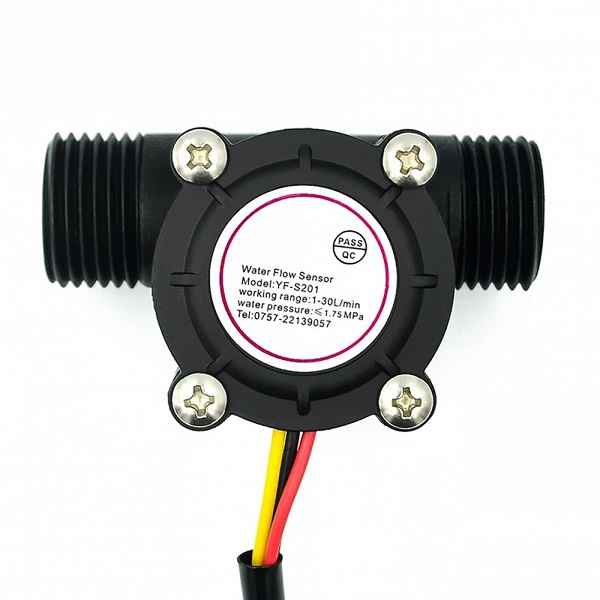 PASS
QC
Water Flow Sensor
Model:YF-S201
working range:1-30L/min
water pressure:≤1.75MPa
Tel:0757-22139057